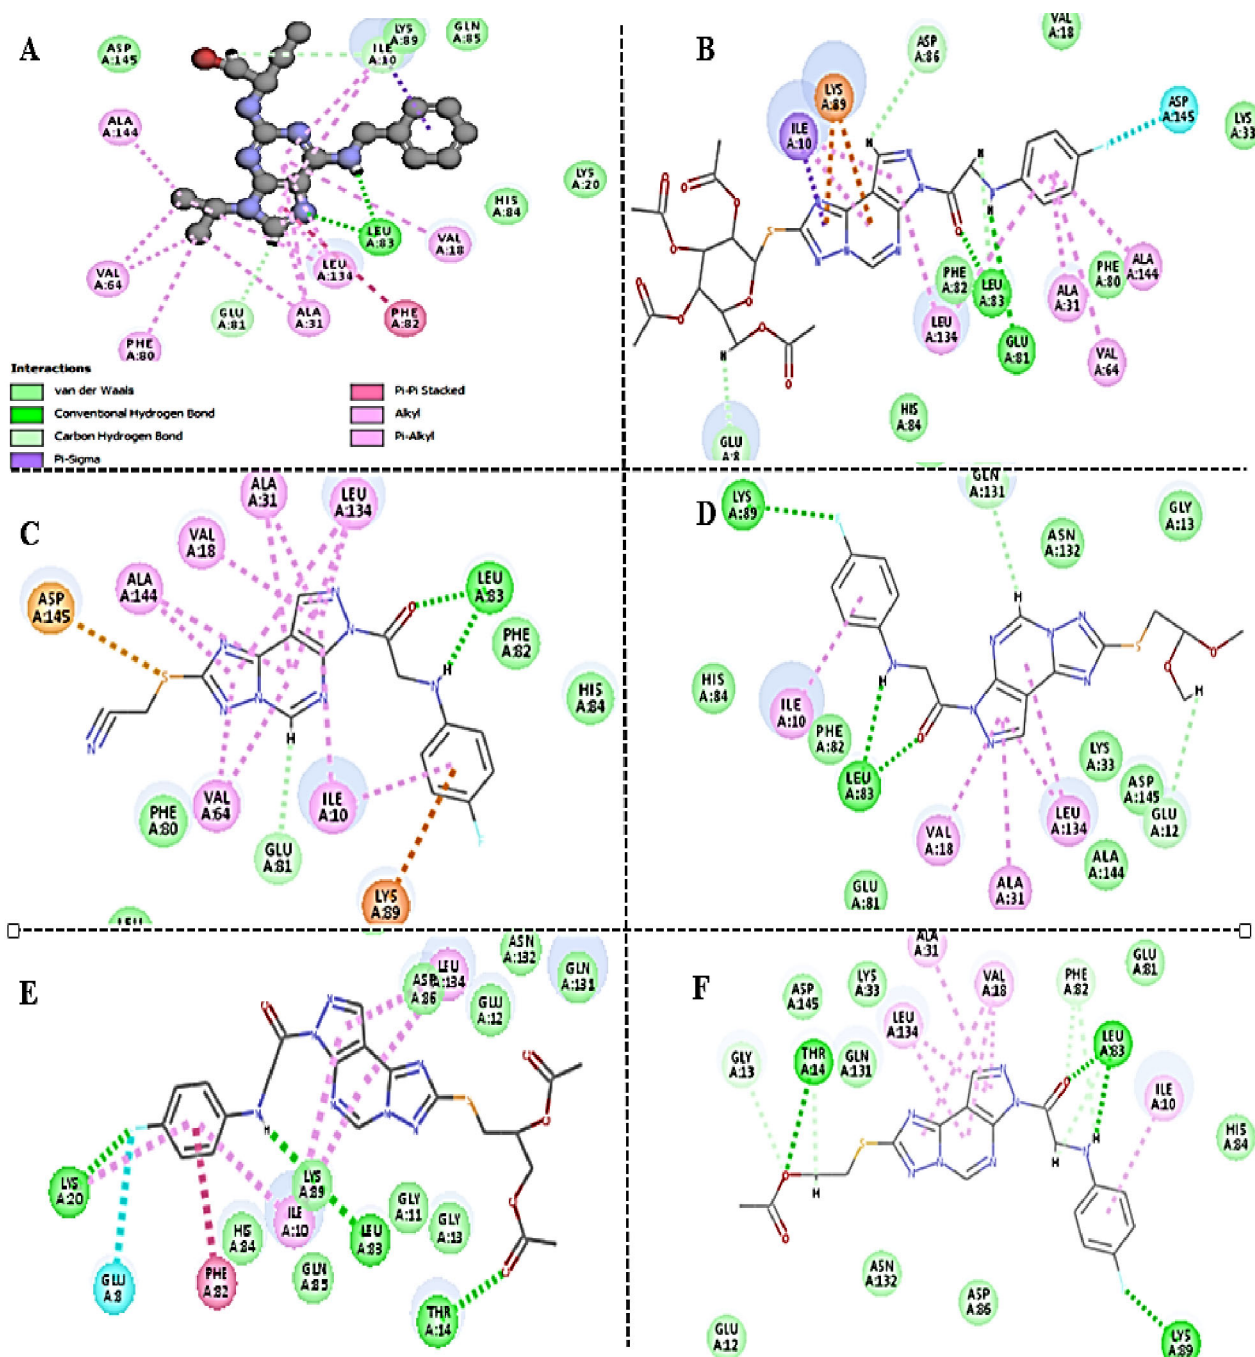 A
ASP
A:145
LYS
A:89
GLN
A:85
ILE
A:10
ALA
A:144
LYS
A:20
HIS
A:84
LEU
A:83
VAL
A:18
LEU
A:134
VAL
A:64
GLU
A:81
ALA
A:31
PHE
A:82
PHE
A:80
Interactions
van der Waals
Conventional Hydrogen Bond
Carbon Hydrogen Bond
Pi-Sigma
Pi-Pi Stacked
Alkyl
Pi-Alkyl
B
VAL
A:18
ASP
A:86
LYS
A:89
ILE
A:10
ASP
A:145
LYS
A:33
PHE
A:82
LEU
A:83
PHE
A:80
ALA
A:144
ALA
A:31
LEU
A:134
GLU
A:81
VAL
A:64
HIS
A:84
GLU
A:8
C
ALA
A:31
LEU
A:134
VAL
A:18
ALA
A:144
ASP
A:145
LEU
A:83
PHE
A:82
HIS
A:84
PHE
A:80
VAL
A:64
ILE
A:10
GLU
A:81
LYS
A:89
D
LYS
A:89
GLN
A:131
GLY
A:13
ASN
A:132
HIS
A:84
ILE
A:10
PHE
A:82
LEU
A:83
LYS
A:33
ASP
A:145
GLU
A:12
VAL
A:18
LEU
A:134
ALA
A:144
GLU
A:81
ALA
A:31
E
ASP
A:86
LEU
A:134
ASN
A:132
GLN
A:131
GLU
A:12
LYS
A:20
LYS
A:89
ILE
A:10
GLY
A:11
GLY
A:13
HIS
A:84
LEU
A:83
GLN
A:85
GLU
A:8
PHE
A:82
THR
A:14
F
ALA
A:31
GLU
A:81
ASP
A:145
LYS
A:33
VAL
A:18
PHE
A:82
LEU
A:134
LEU
A:83
GLY
A:13
THR
A:14
GLN
A:131
ILE
A:10
HIS
A:84
ASN
A:132
ASP
A:86
GLU
A:12
LYS
A:89